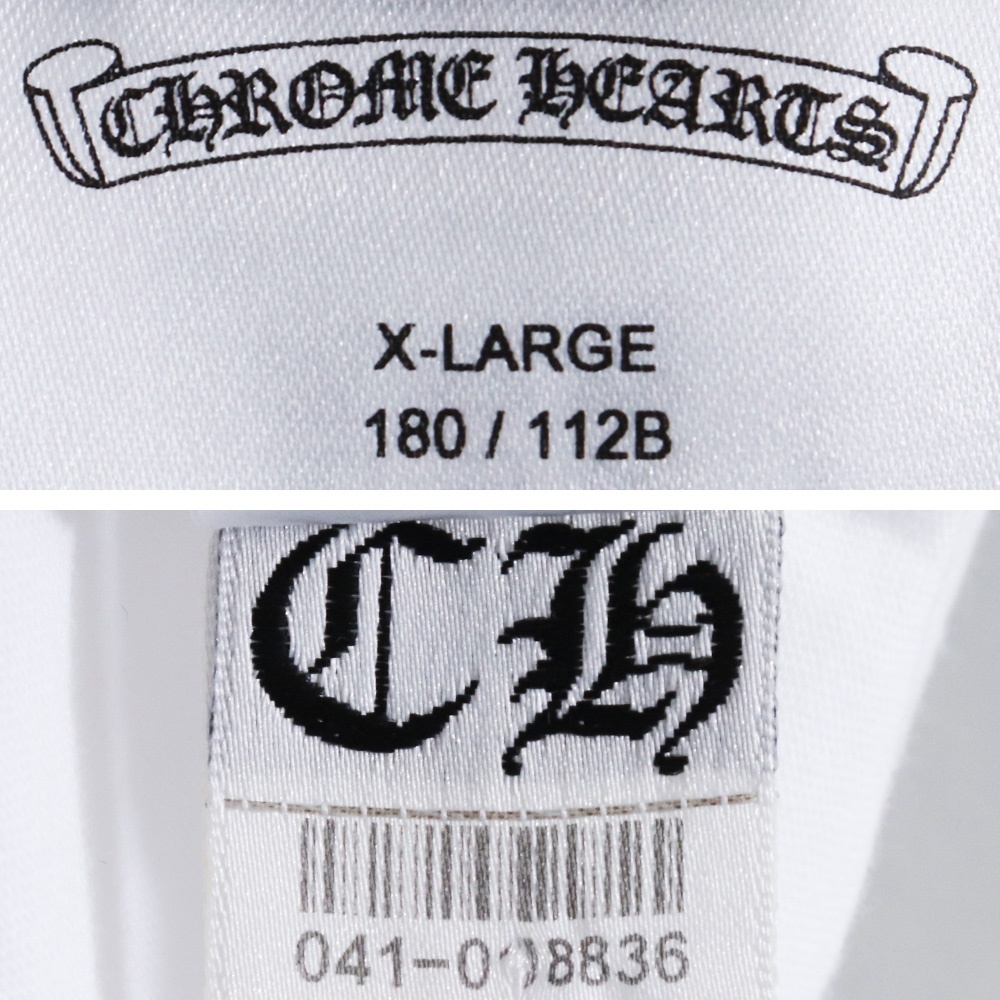 CHROME HEARTS
X-LARGE
180 / 112B
CH